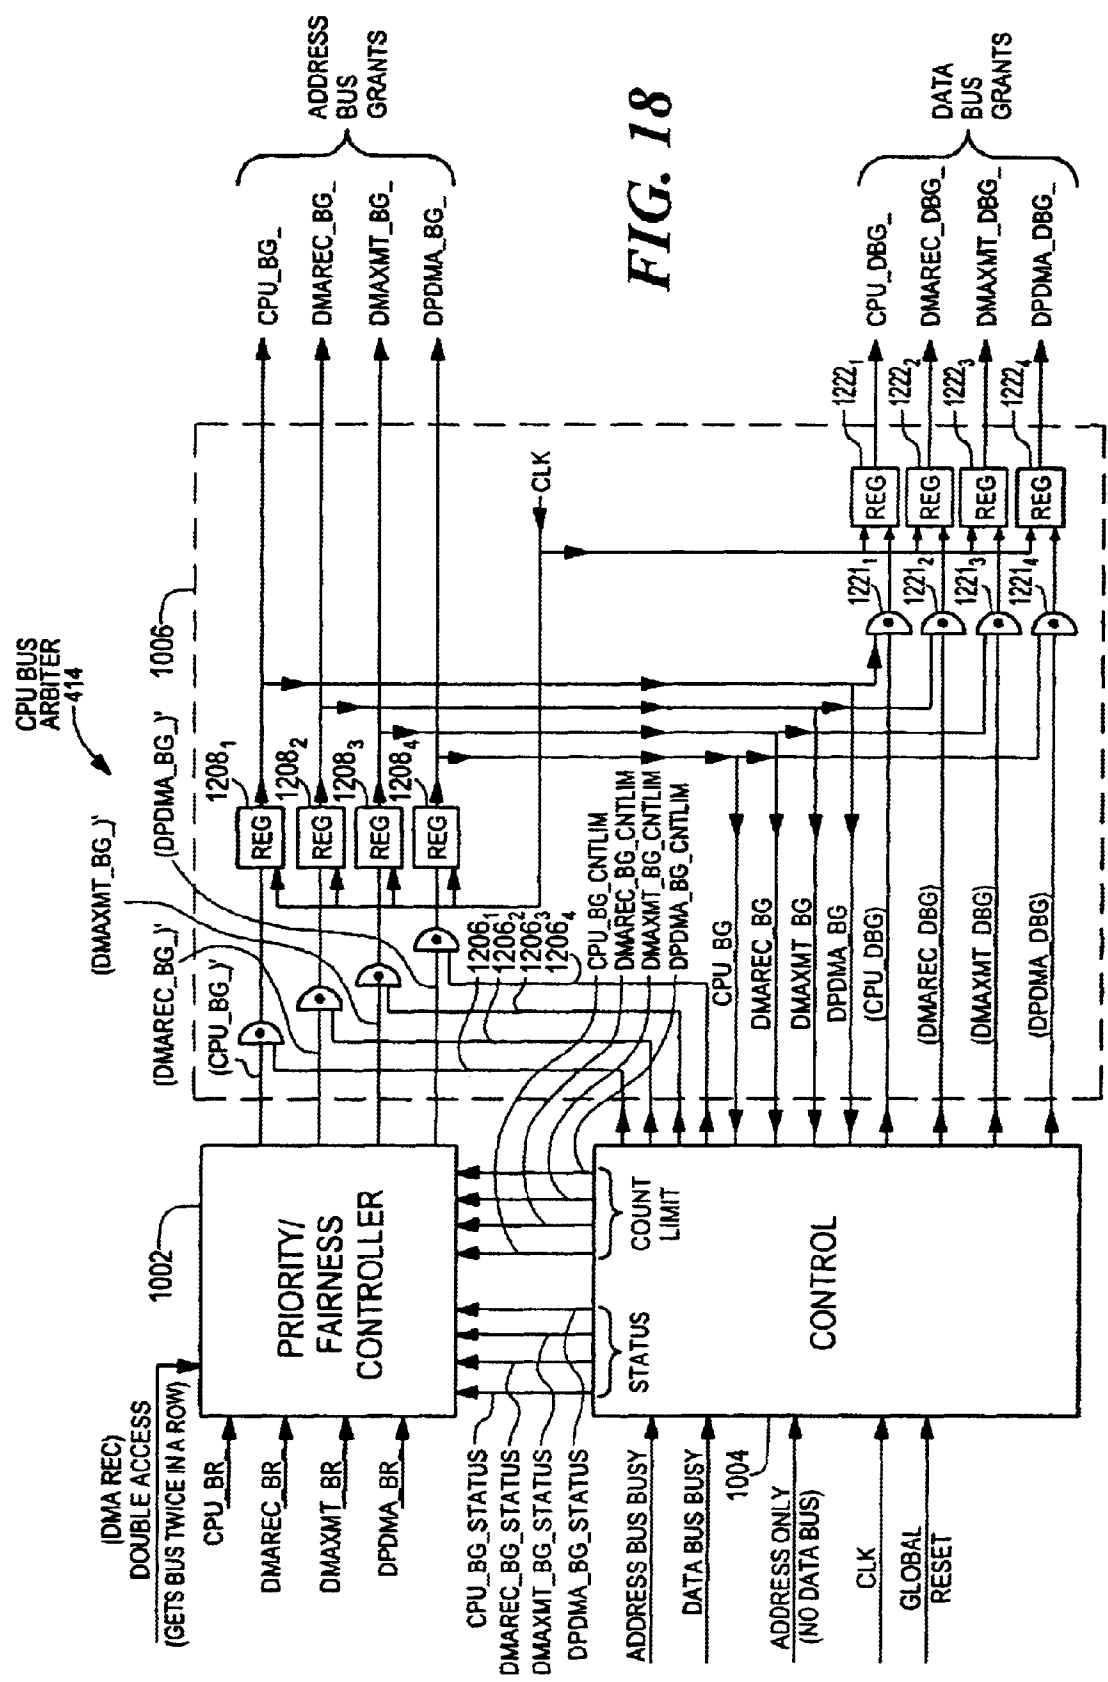 CPU BUS
ARBITER
414
1006
(DMAREC_BG_)'
(CPU_BG_)'
(DMAXMT_BG_)'
(DPDMA_BG_)'
(DMA REC)
DOUBLE ACCESS
(GETS BUS TWICE IN A ROW)
CPU_BR_
DMAREC_BR_
DMAXMT_BR_
DPDMA_BR_
1002
PRIORITY/
FAIRNESS
CONTROLLER
REG
REG
REG
REG
1208₁
1208₂
1208₃
1208₄
CPU_BG_
DMAREC_BG_
DMAXMT_BG_
DPDMA_BG_
ADDRESS
BUS
GRANTS
1206₁
1206₂
1206₃
1206₄
CPU_BG_CNTLIM
DMAREC_BG_CNTLIM
DMAXMT_BG_CNTLIM
DPDMA_BG_CNTLIM
CLK
CPU_BG_STATUS
DMAREC_BG_STATUS
DMAXMT_BG_STATUS
DPDMA_BG_STATUS
STATUS
COUNT
LIMIT
CONTROL
1004
ADDRESS BUS BUSY
DATA BUS BUSY
ADDRESS ONLY
(NO DATA BUS)
CLK
GLOBAL
RESET
CPU_BG
DMAREC_BG
DMAXMT_BG
DPDMA_BG
(CPU_DBG)
(DMAREC_DBG)
(DMAXMT_DBG)
(DPDMA_DBG)
1221₁
1221₂
1221₃
1221₄
REG
REG
REG
REG
1222₁
1222₂
1222₃
1222₄
CPU_DBG_
DMAREC_DBG_
DMAXMT_DBG_
DPDMA_DBG_
DATA
BUS
GRANTS
FIG. 18